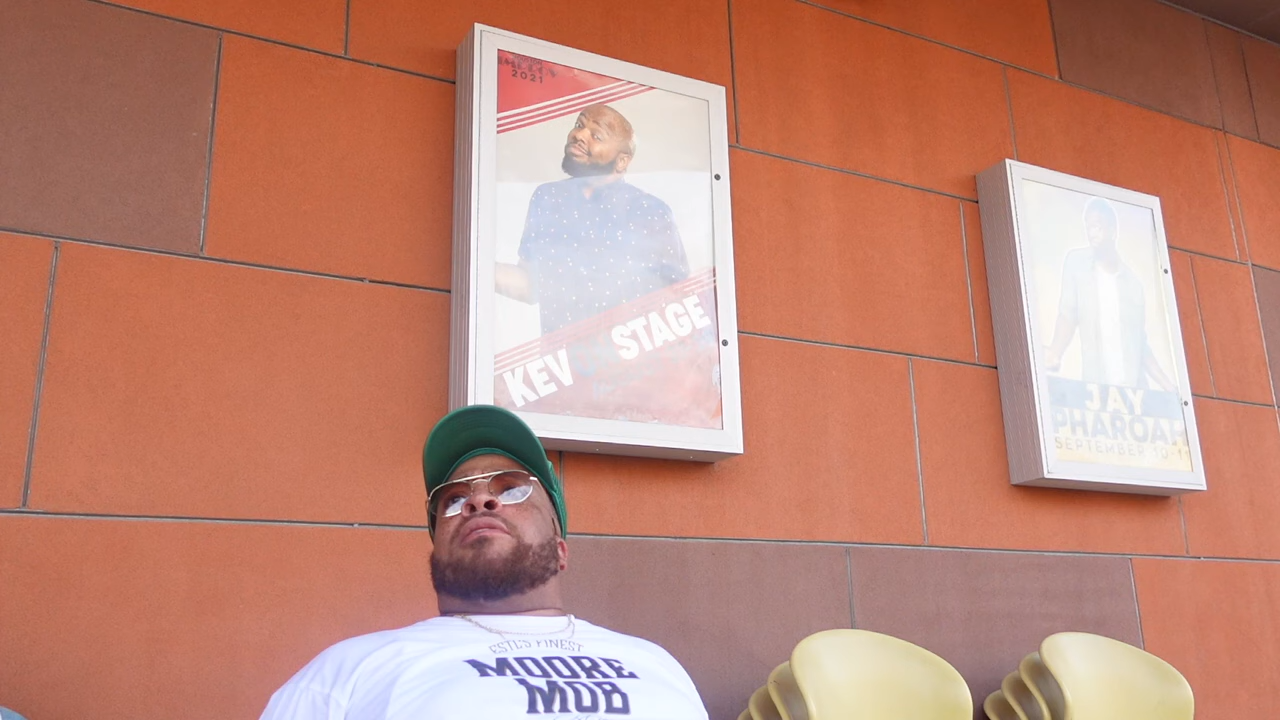 2021
KEV STAGE
JAY
PHAROAH
SEPTEMBER 10-11
ESTL'S FINEST
MOORE
MOB